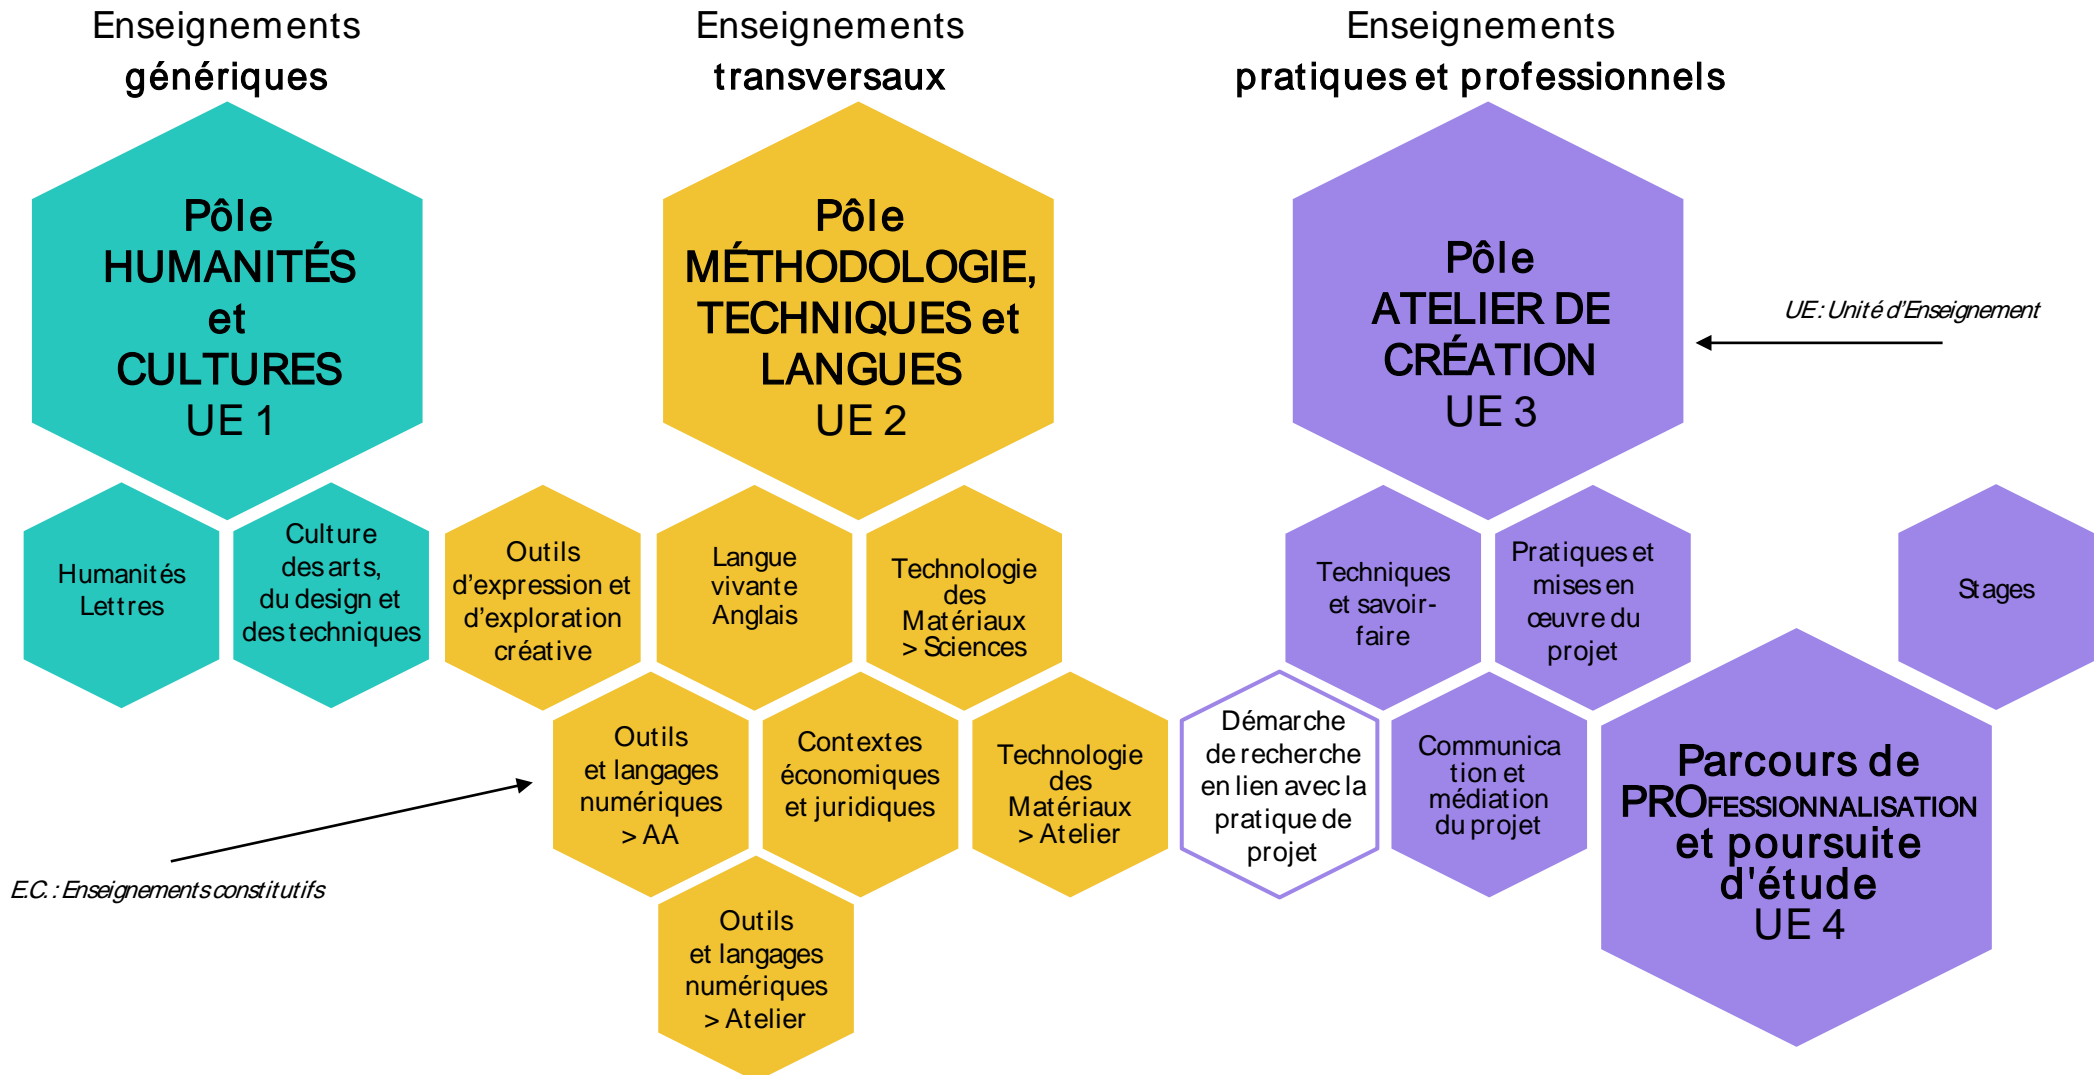 Enseignements
génériques
Enseignements
transversaux
Enseignements
pratiques et professionnels
Pôle
HUMANITÉS
et
CULTURES
UE 1
Pôle
MÉTHODOLOGIE,
TECHNIQUES et
LANGUES
UE 2
Pôle
ATELIER DE
CRÉATION
UE 3
UE : Unité d’Enseignement
Humanités
Lettres
Culture
des arts,
du design et
des techniques
Outils
d’expression et
d’exploration
créative
Langue
vivante
Anglais
Technologie
des
Matériaux
> Sciences
Techniques
et savoir-
faire
Pratiques et
mises en
œuvre du
projet
Stages
Outils
et langages
numériques
> AA
Contextes
économiques
et juridiques
Technologie
des
Matériaux
> Atelier
Démarche
de recherche
en lien avec la
pratique de
projet
Communica
tion et
médiation
du projet
Parcours de
PROFESSIONNALISATION
et poursuite
d'étude
UE 4
E.C. : Enseignements constitutifs
Outils
et langages
numériques
> Atelier